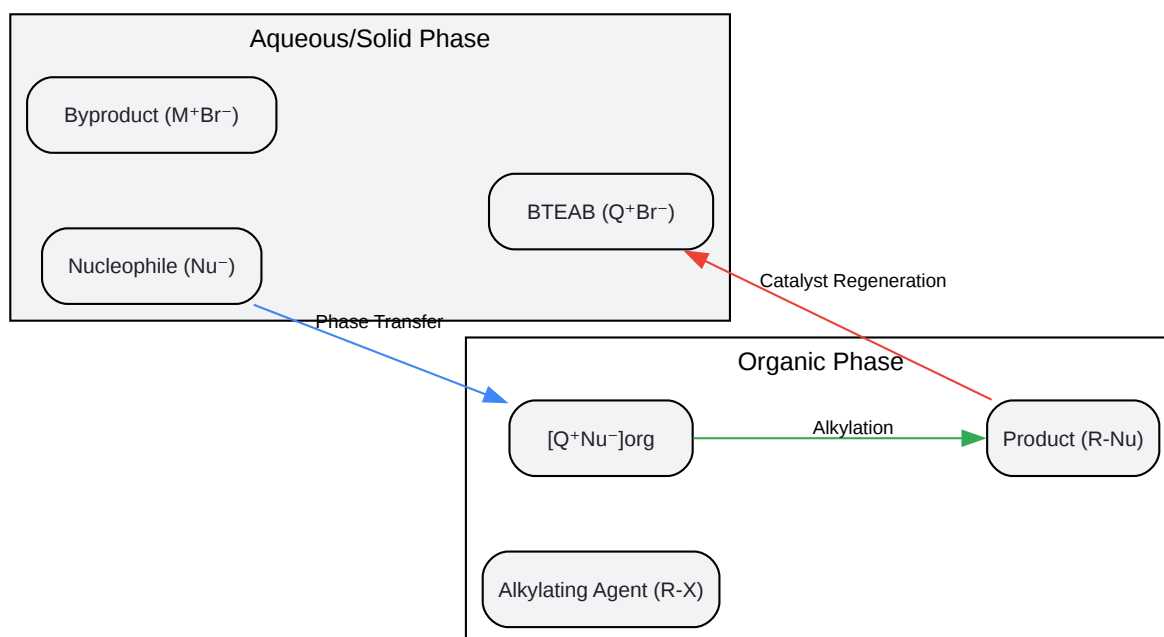 Aqueous/Solid Phase
Byproduct (M⁺Br⁻)
BTEAB (Q⁺Br⁻)
Nucleophile (Nu⁻)
Catalyst Regeneration
Phase Transfer
Organic Phase
[Q⁺Nu⁻]org
Alkylation
Product (R-Nu)
Alkylating Agent (R-X)